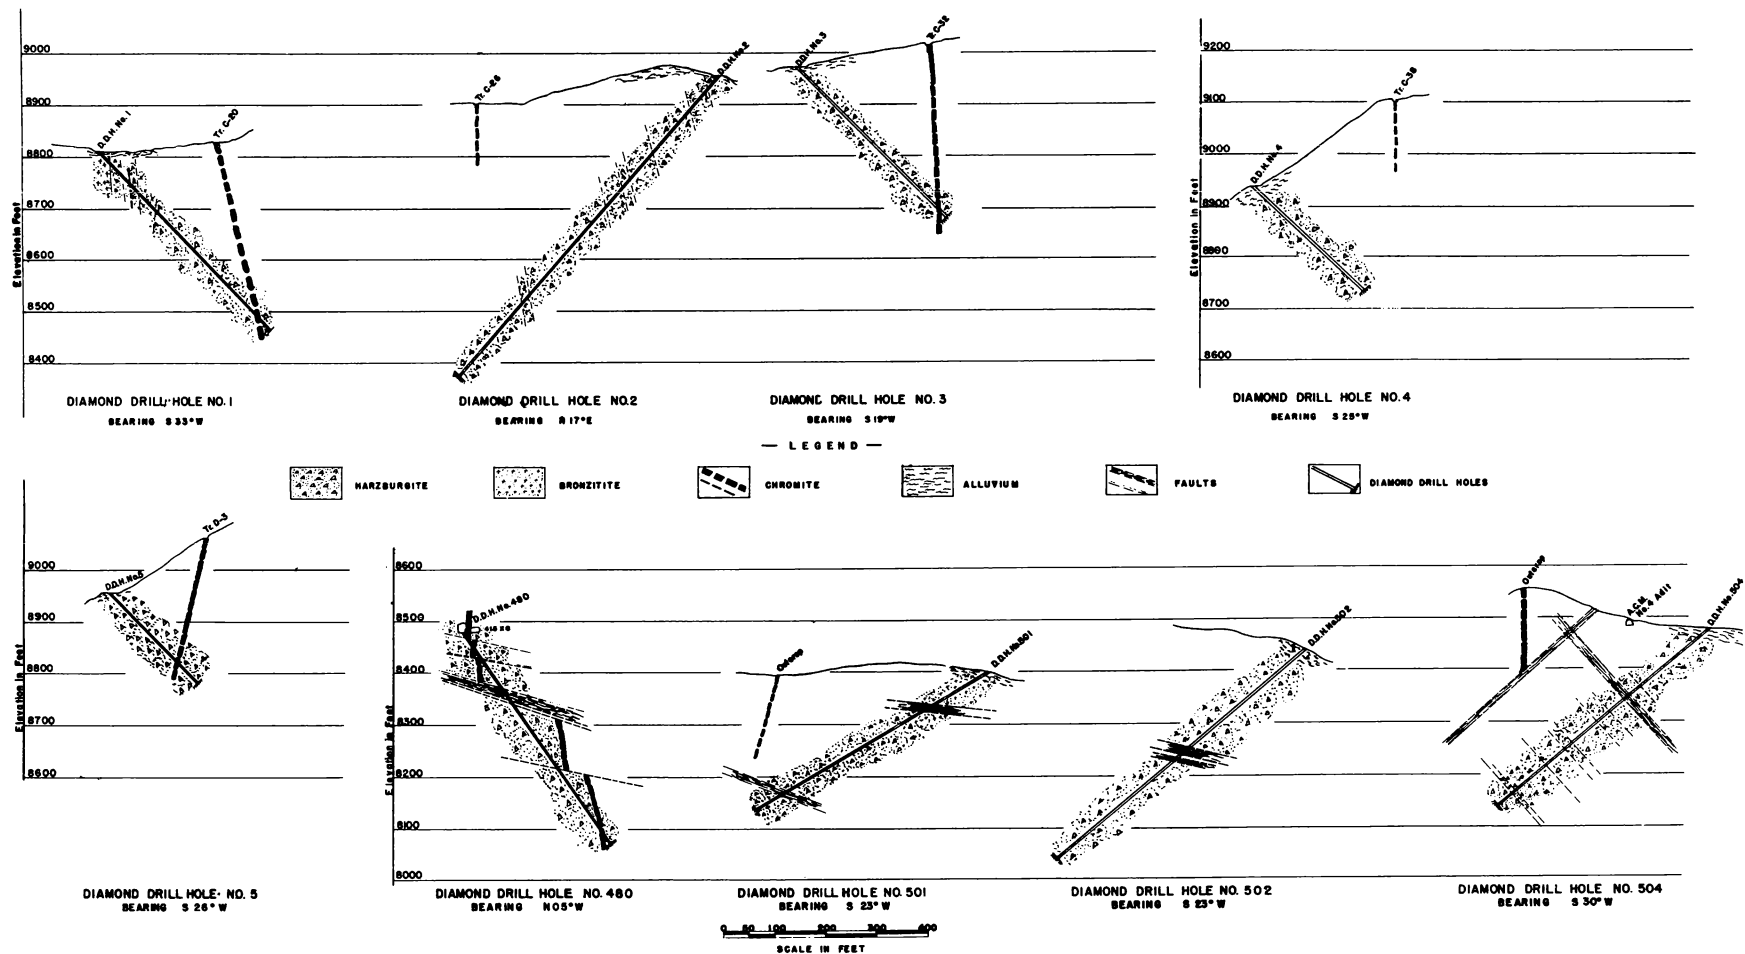 9000
8900
8800
8700
8600
8500
8400
Elevation in Feet
D.D.H. No. 1
Tr. C-20
Tr. C-26
D.D.H. No. 2
D.D.H. No. 3
Tr. C-32
9200
9100
9000
8900
8800
8700
8600
Elevation in Feet
D.D.H. No. 4
Tr. C-38
DIAMOND DRILL HOLE NO. 1
BEARING S 33° W
DIAMOND DRILL HOLE NO. 2
BEARING N 17° E
DIAMOND DRILL HOLE NO. 3
BEARING S 19° W
DIAMOND DRILL HOLE NO. 4
BEARING S 25° W
— LEGEND —
HARZBURGITE
BRONZITITE
CHROMITE
ALLUVIUM
FAULTS
DIAMOND DRILL HOLES
9000
8900
8800
8700
8600
Elevation in Feet
D.D.H. No. 5
Tr. D-3
8600
8500
8400
8300
8200
8100
8000
Elevation in Feet
D.D.H. No. 480
Outcrop
D.D.H. No. 501
D.D.H. No. 502
Outcrop
A.C.M.
No. 4 Adit
D.D.H. No. 504
DIAMOND DRILL HOLE NO. 5
BEARING S 26° W
DIAMOND DRILL HOLE NO. 480
BEARING N 05° W
DIAMOND DRILL HOLE NO. 501
BEARING S 23° W
DIAMOND DRILL HOLE NO. 502
BEARING S 23° W
DIAMOND DRILL HOLE NO. 504
BEARING S 30° W
0 50 100 200 300 400
SCALE IN FEET